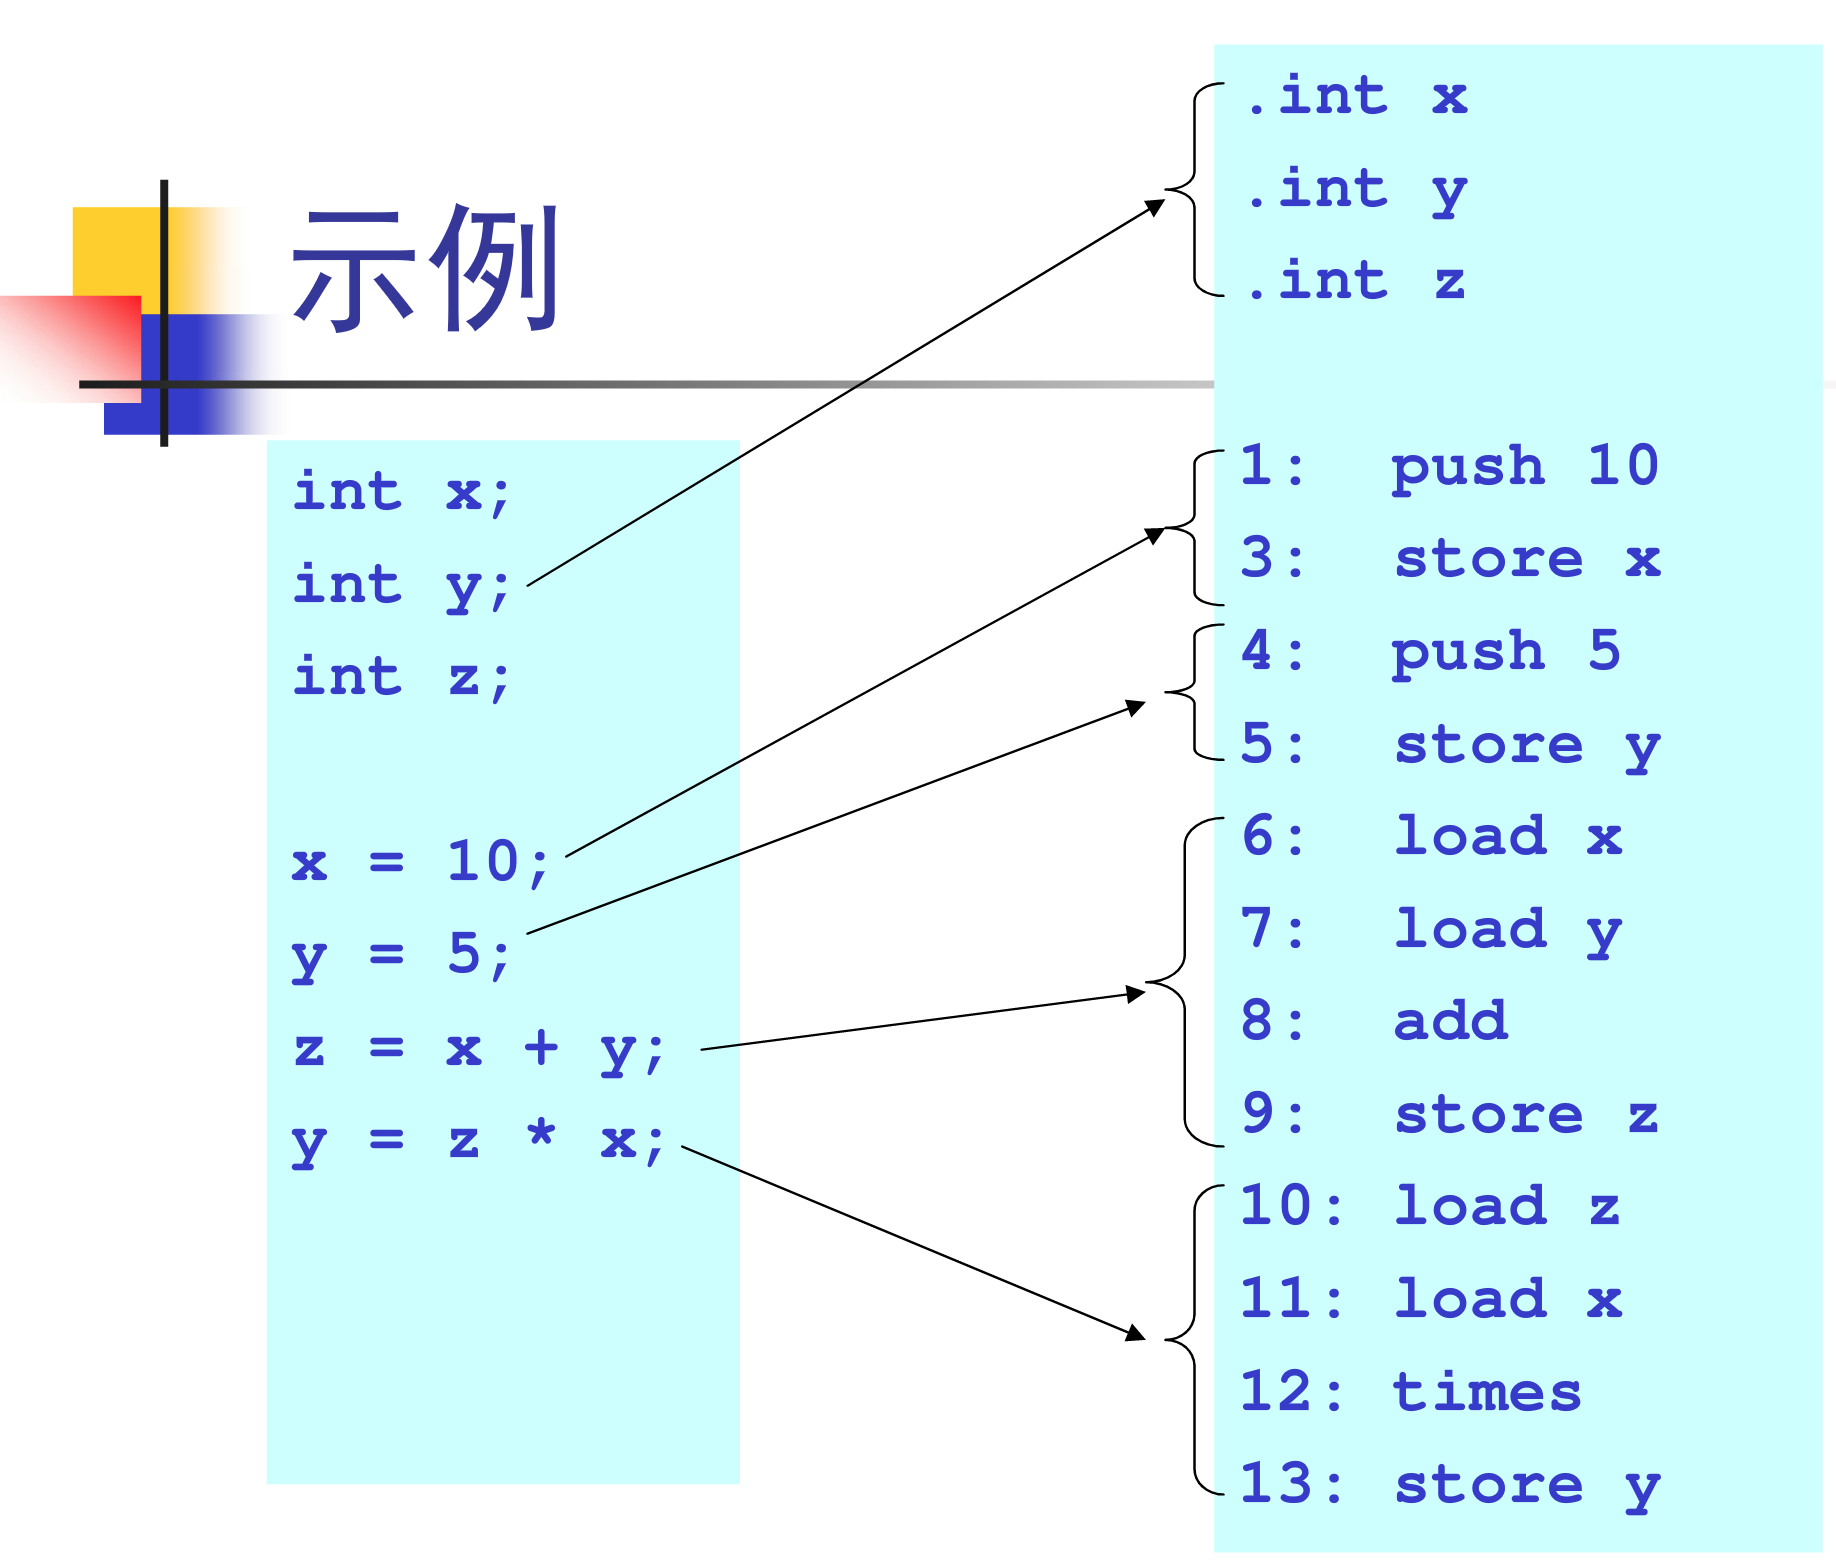 示例
int x;
int y;
int z;
x = 10;
y = 5;
z = x + y;
y = z * x;
.int x
.int y
.int z
1: push 10
3: store x
4: push 5
5: store y
6: load x
7: load y
8: add
9: store z
10: load z
11: load x
12: times
13: store y